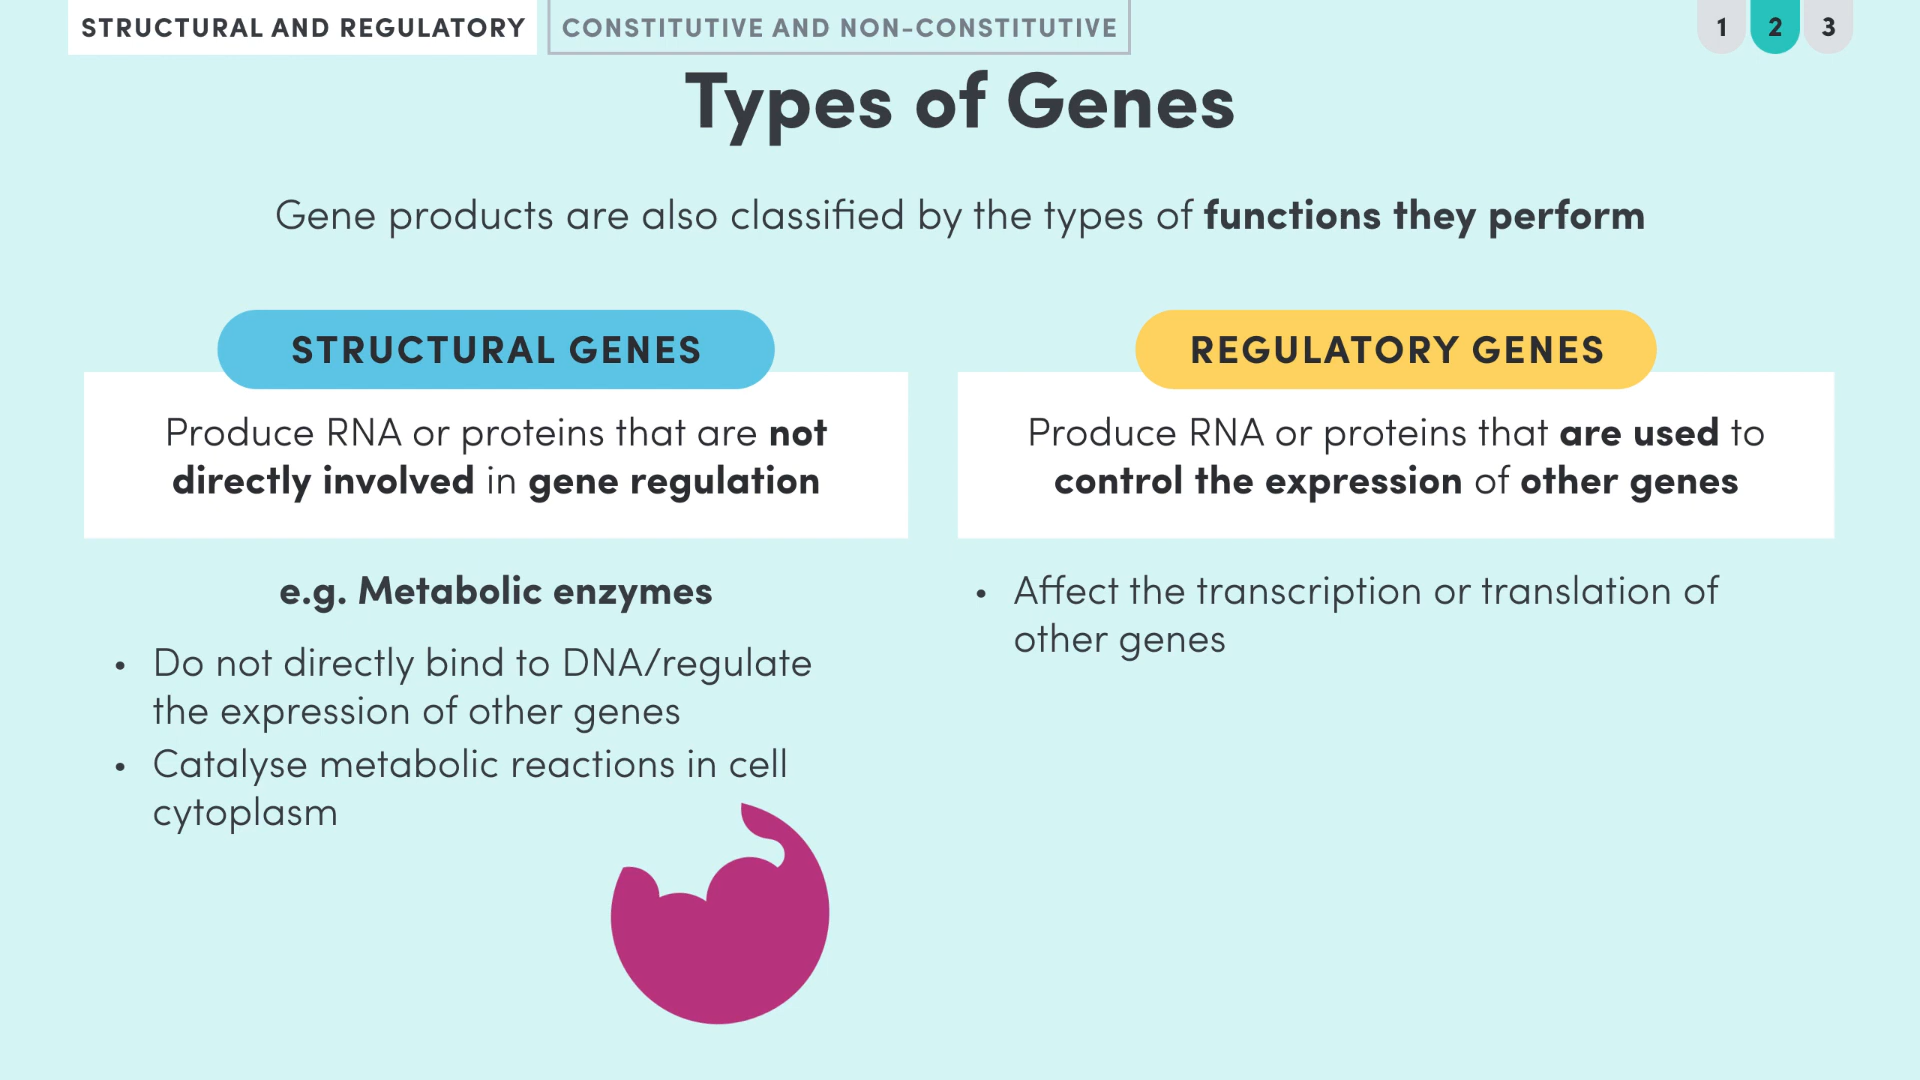 STRUCTURAL AND REGULATORY
CONSTITUTIVE AND NON-CONSTITUTIVE
1 2 3
Types of Genes
Gene products are also classified by the types of functions they perform
STRUCTURAL GENES
Produce RNA or proteins that are not
directly involved in gene regulation
e.g. Metabolic enzymes
• Do not directly bind to DNA/regulate
the expression of other genes
• Catalyse metabolic reactions in cell
cytoplasm
REGULATORY GENES
Produce RNA or proteins that are used to
control the expression of other genes
• Affect the transcription or translation of
other genes